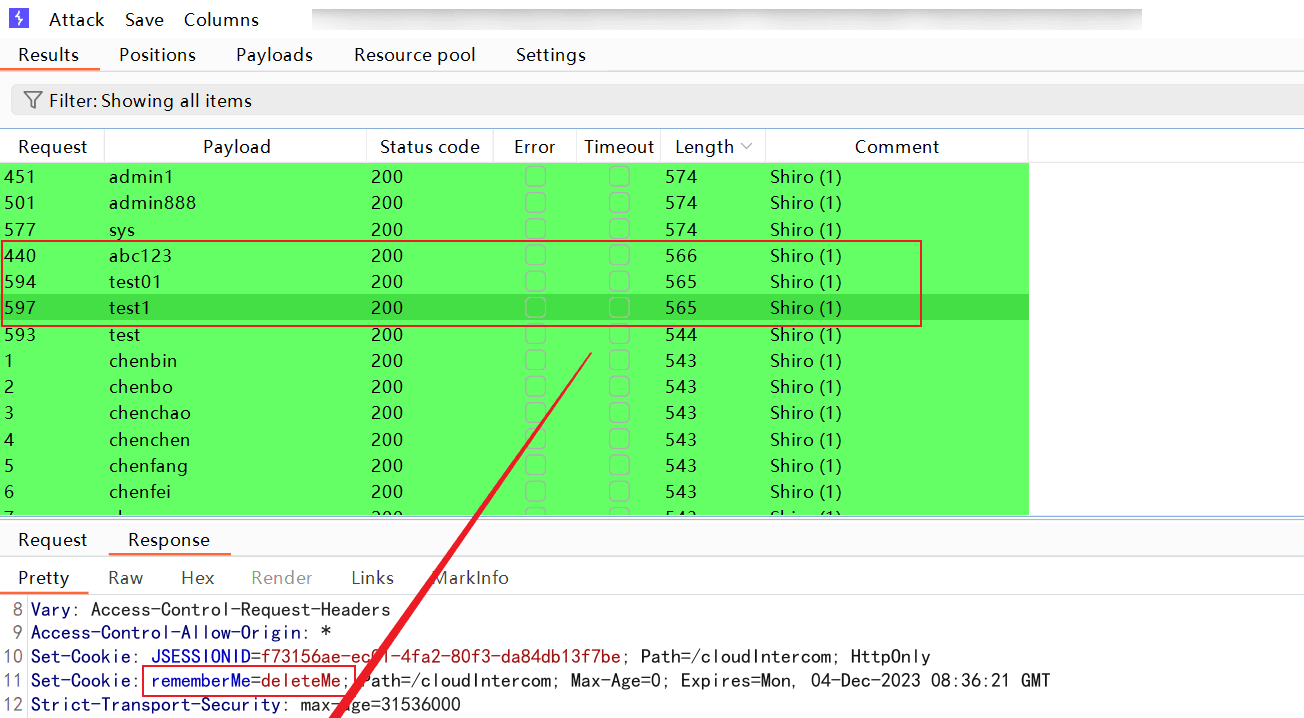 Attack Save Columns
Results Positions Payloads Resource pool Settings
Filter: Showing all items
Request Payload Status code Error Timeout Length Comment
451 admin1 200 574 Shiro (1)
501 admin888 200 574 Shiro (1)
577 sys 200 574 Shiro (1)
440 abc123 200 566 Shiro (1)
594 test01 200 565 Shiro (1)
597 test1 200 565 Shiro (1)
593 test 200 544 Shiro (1)
1 chenbin 200 543 Shiro (1)
2 chenbo 200 543 Shiro (1)
3 chenchao 200 543 Shiro (1)
4 chenchen 200 543 Shiro (1)
5 chenfang 200 543 Shiro (1)
6 chenfei 200 543 Shiro (1)
Request Response
Pretty Raw Hex Render Links MarkInfo
8 Vary: Access-Control-Request-Headers
9 Access-Control-Allow-Origin: *
10 Set-Cookie: JSESSIONID=f73156ae-ec01-4fa2-80f3-da84db13f7be; Path=/cloudIntercom; HttpOnly
11 Set-Cookie: rememberMe=deleteMe; Path=/cloudIntercom; Max-Age=0; Expires=Mon, 04-Dec-2023 08:36:21 GMT
12 Strict-Transport-Security: max-age=31536000